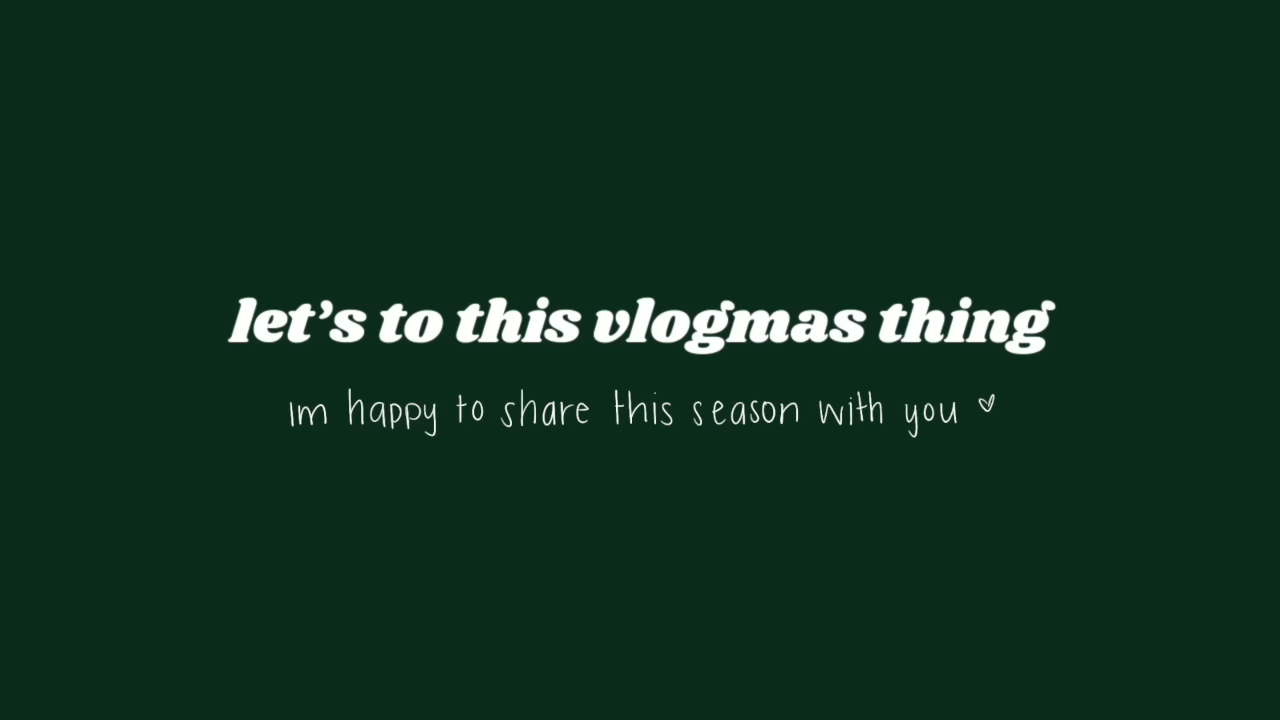 let's to this vlogmas thing
Im happy to share this season with you ♡